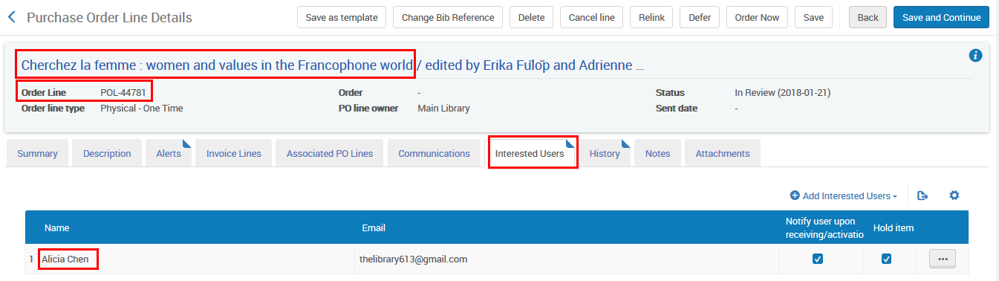 Purchase Order Line Details Save as template Change Bib Reference Delete Cancel line Relink Defer Order Now Save Back Save and Continue
Cherchez la femme : women and values in the Francophone world / edited by Erika Fülöp and Adrienne ...
Order Line POL-44781 Order - Status In Review (2018-01-21)
Order line type Physical - One Time PO line owner Main Library Sent date -
Summary Description Alerts Invoice Lines Associated PO Lines Communications Interested Users History Notes Attachments
Add Interested Users
Name Email Notify user upon receiving/activatio Hold item
1 Alicia Chen thelibrary613@gmail.com